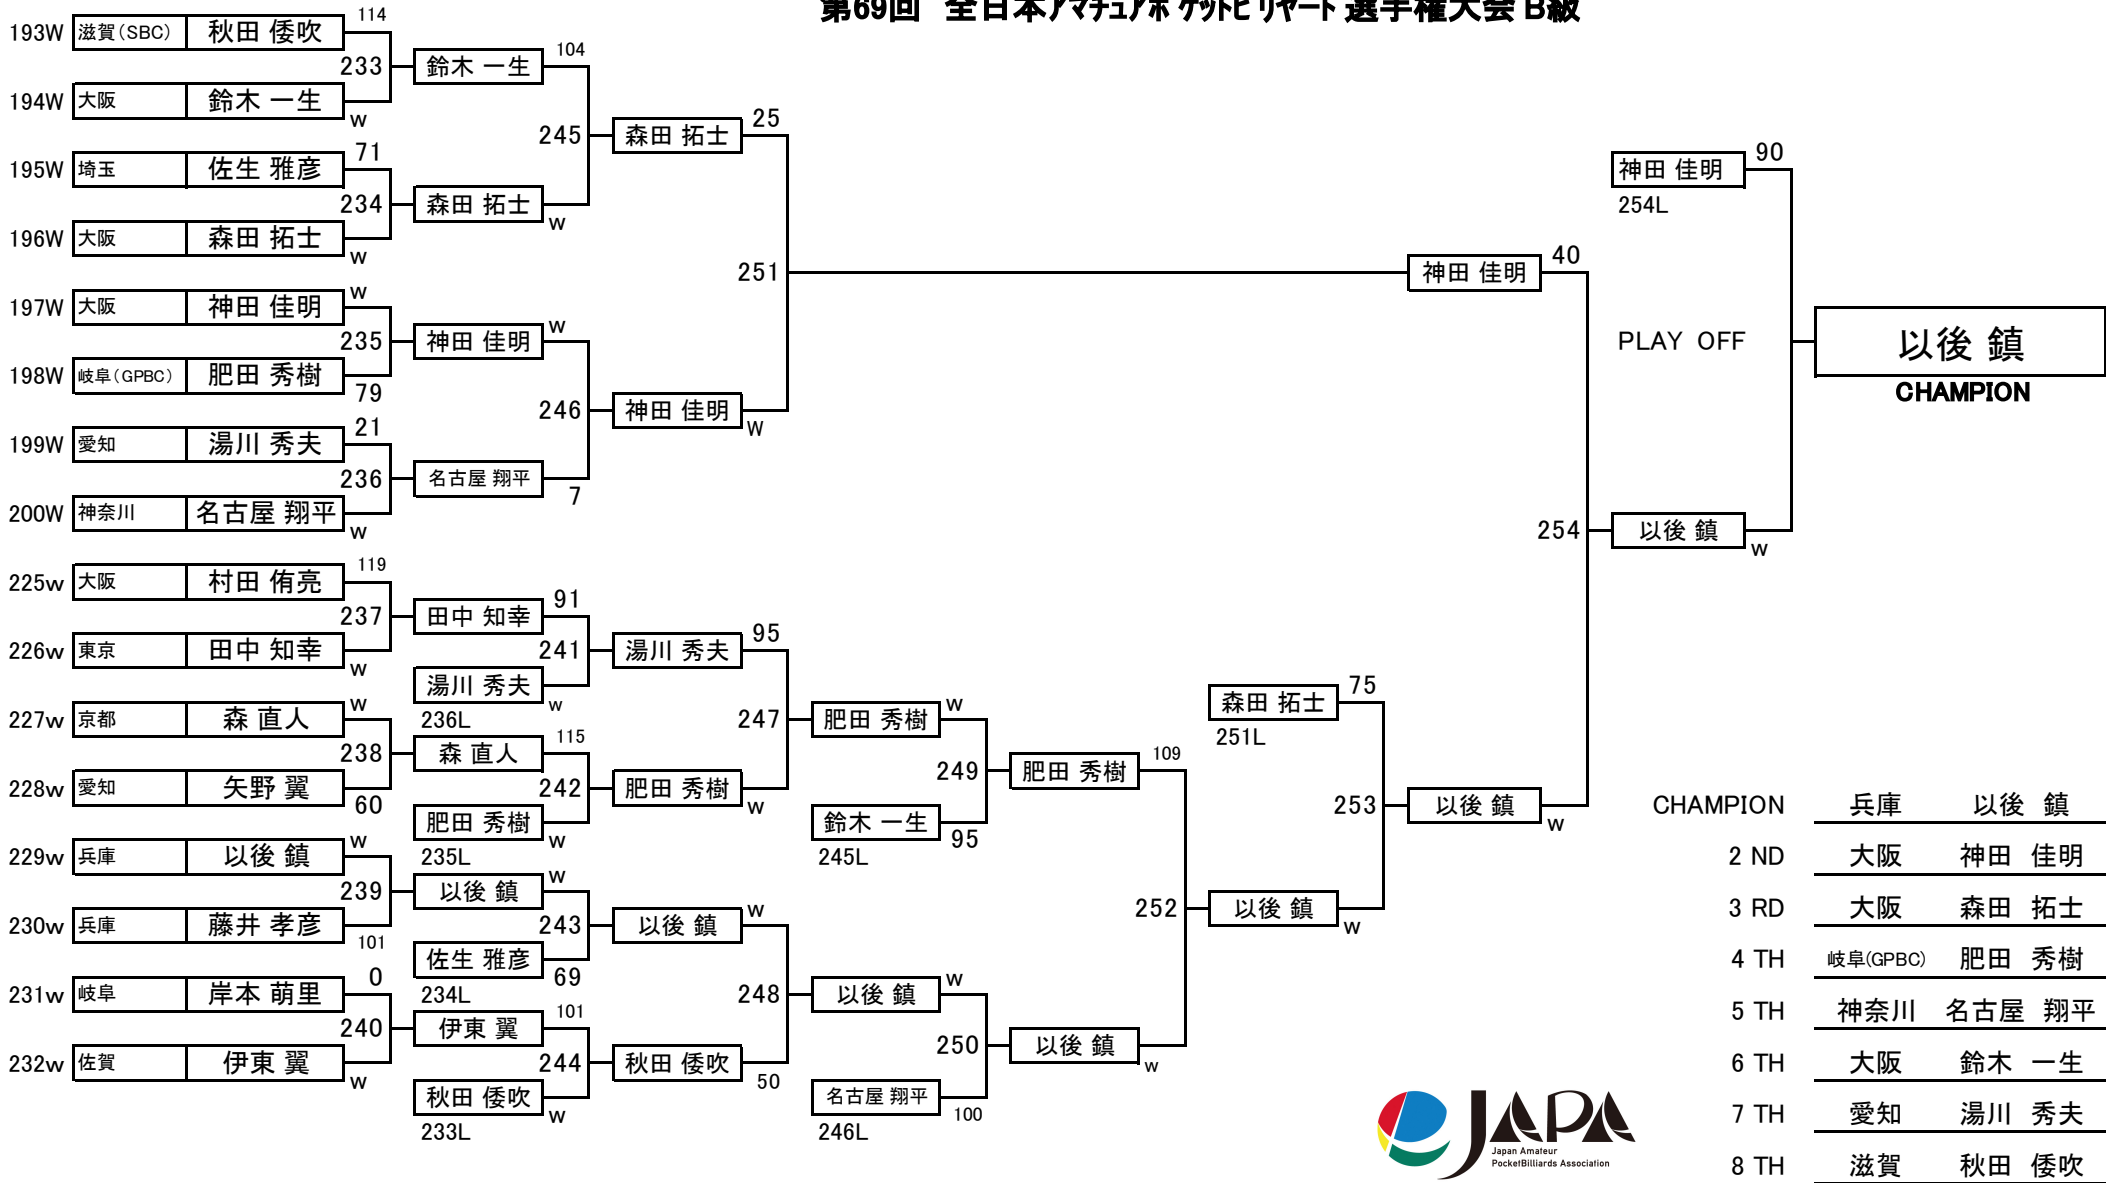 第69回 全日本アマチュアポケットビリヤード選手権大会 B級
193W 滋賀(SBC) 秋田 倭吹 114
233 鈴木 一生 104
194W 大阪 鈴木 一生 w
245 森田 拓士 25
195W 埼玉 佐生 雅彦 71
234 森田 拓士 w
196W 大阪 森田 拓士 w
251 神田 佳明 40
197W 大阪 神田 佳明 w
235 神田 佳明 w
198W 岐阜(GPBC) 肥田 秀樹 79
246 神田 佳明 W
199W 愛知 湯川 秀夫 21
236 名古屋 翔平 7
200W 神奈川 名古屋 翔平 w
神田 佳明 90
254L
PLAY OFF
以後 鎮
CHAMPION
254 以後 鎮 w
225w 大阪 村田 侑亮 119
237 田中 知幸 91
226w 東京 田中 知幸 w
241 湯川 秀夫 95
湯川 秀夫 w
236L
227w 京都 森 直人 w
238 森 直人 115
228w 愛知 矢野 翼 60
242 肥田 秀樹 w
肥田 秀樹 w
235L
247 肥田 秀樹 w
249 肥田 秀樹 109
鈴木 一生 95
245L
森田 拓士 75
251L
253 以後 鎮 w
229w 兵庫 以後 鎮 w
239 以後 鎮 w
230w 兵庫 藤井 孝彦 101
243 以後 鎮 w
佐生 雅彦 69
234L
252 以後 鎮 w
231w 岐阜 岸本 萌里 0
240 伊東 翼 101
232w 佐賀 伊東 翼 w
244 秋田 倭吹 50
秋田 倭吹 w
233L
248 以後 鎮 w
250 以後 鎮 w
名古屋 翔平 100
246L
CHAMPION 兵庫 以後 鎮
2 ND 大阪 神田 佳明
3 RD 大阪 森田 拓士
4 TH 岐阜(GPBC) 肥田 秀樹
5 TH 神奈川 名古屋 翔平
6 TH 大阪 鈴木 一生
7 TH 愛知 湯川 秀夫
8 TH 滋賀 秋田 倭吹
JAPA
Japan Amateur
PocketBilliards Association